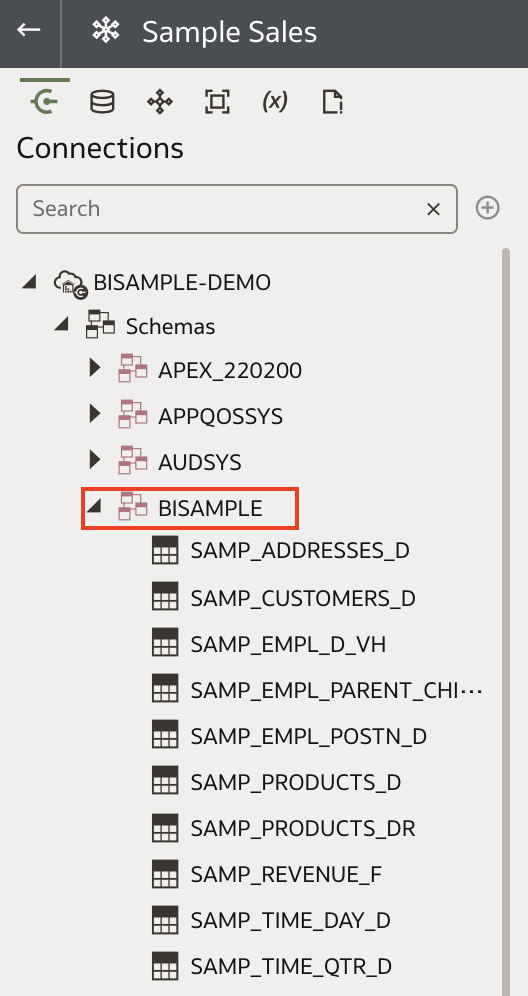 Sample Sales
(x)
Connections
Search
BISAMPLE-DEMO
Schemas
APEX_220200
APPQOSSYS
AUDSYS
BISAMPLE
SAMP_ADDRESSES_D
SAMP_CUSTOMERS_D
SAMP_EMPL_D_VH
SAMP_EMPL_PARENT_CHI···
SAMP_EMPL_POSTN_D
SAMP_PRODUCTS_D
SAMP_PRODUCTS_DR
SAMP_REVENUE_F
SAMP_TIME_DAY_D
SAMP_TIME_QTR_D